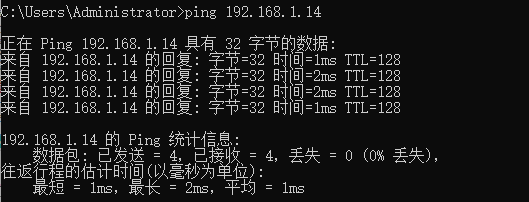 C:\Users\Administrator>ping 192.168.1.14
正在 Ping 192.168.1.14 具有 32 字节的数据:
来自 192.168.1.14 的回复: 字节=32 时间=1ms TTL=128
来自 192.168.1.14 的回复: 字节=32 时间=2ms TTL=128
来自 192.168.1.14 的回复: 字节=32 时间=2ms TTL=128
来自 192.168.1.14 的回复: 字节=32 时间=1ms TTL=128
192.168.1.14 的 Ping 统计信息:
数据包: 已发送 = 4，已接收 = 4，丢失 = 0 (0% 丢失)，
往返行程的估计时间(以毫秒为单位):
最短 = 1ms，最长 = 2ms，平均 = 1ms